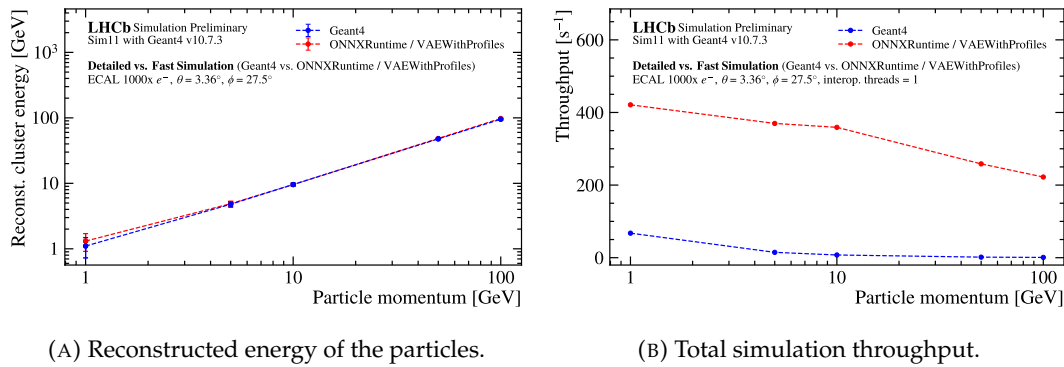 LHCb Simulation Preliminary
Sim11 with Geant4 v10.7.3
Geant4
ONNXRuntime / VAEWithProfiles
Detailed vs. Fast Simulation (Geant4 vs. ONNXRuntime / VAEWithProfiles)
ECAL 1000x e⁻, θ = 3.36°, ϕ = 27.5°
Reconst. cluster energy [GeV]
10³
100
10
1
1
10
100
Particle momentum [GeV]
(A) Reconstructed energy of the particles.
LHCb Simulation Preliminary
Sim11 with Geant4 v10.7.3
Geant4
ONNXRuntime / VAEWithProfiles
Detailed vs. Fast Simulation (Geant4 vs. ONNXRuntime / VAEWithProfiles)
ECAL 1000x e⁻, θ = 3.36°, ϕ = 27.5°, interop. threads = 1
Throughput [s⁻¹]
600
400
200
0
1
10
100
Particle momentum [GeV]
(B) Total simulation throughput.